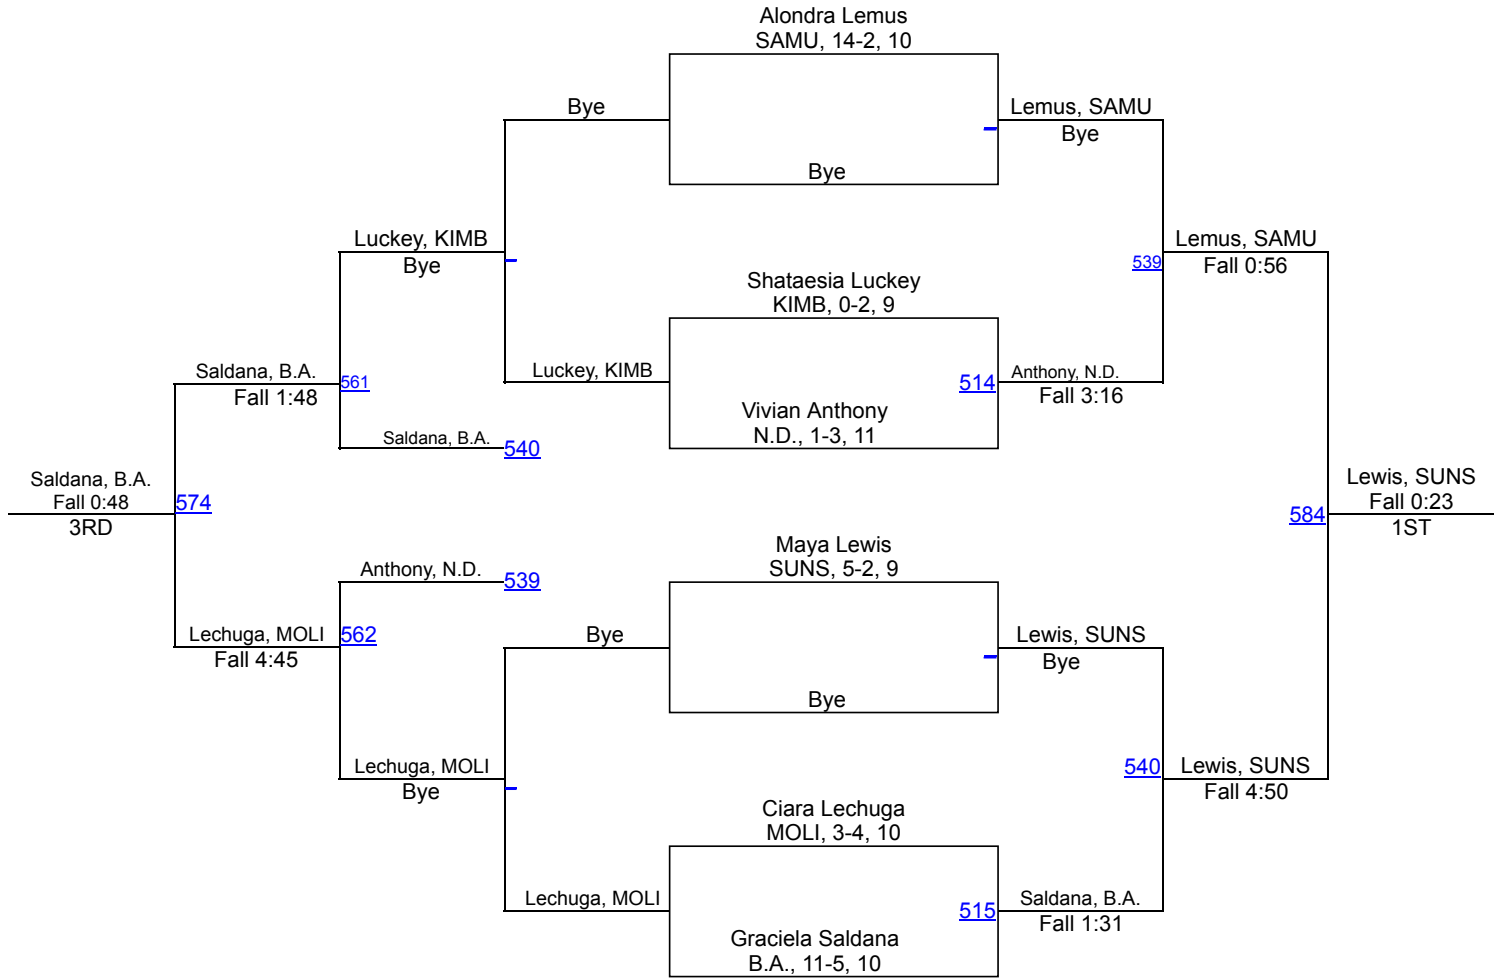 Alondra Lemus
SAMU, 14-2, 10
Bye
Lemus, SAMU
Bye
Bye
Luckey, KIMB
Bye
Lemus, SAMU
539
Fall 0:56
Shataesia Luckey
KIMB, 0-2, 9
Saldana, B.A.
561
Fall 1:48
Luckey, KIMB
514
Anthony, N.D.
Fall 3:16
Vivian Anthony
N.D., 1-3, 11
Saldana, B.A.
540
Saldana, B.A.
Fall 0:48
574
3RD
Lewis, SUNS
Fall 0:23
584
1ST
Maya Lewis
SUNS, 5-2, 9
Anthony, N.D.
539
Lechuga, MOLI
562
Fall 4:45
Bye
Lewis, SUNS
Bye
Bye
Lechuga, MOLI
Bye
540
Lewis, SUNS
Fall 4:50
Ciara Lechuga
MOLI, 3-4, 10
Lechuga, MOLI
515
Saldana, B.A.
Fall 1:31
Graciela Saldana
B.A., 11-5, 10